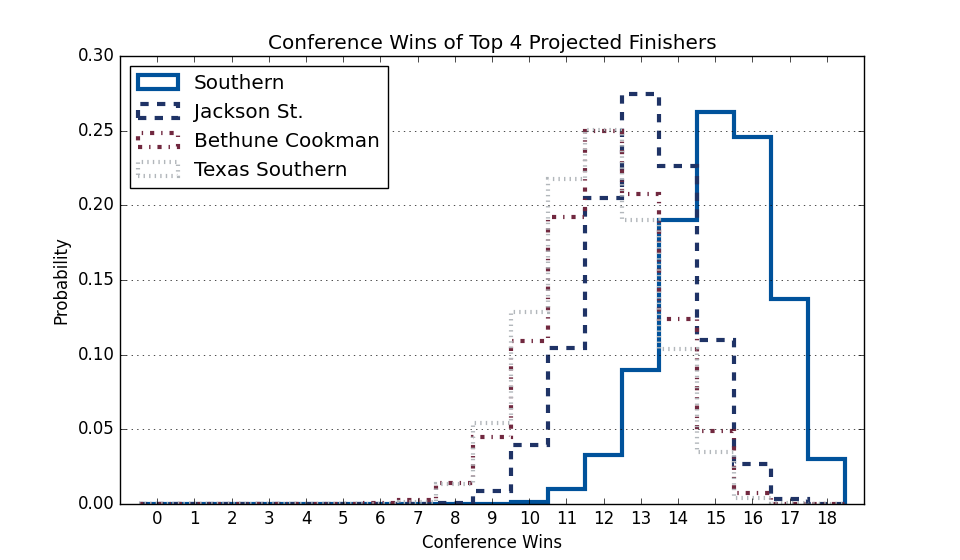 Conference Wins of Top 4 Projected Finishers
Southern
Jackson St.
Bethune Cookman
Texas Southern
0.30
0.25
0.20
0.15
0.10
0.05
0.00
Probability
0 1 2 3 4 5 6 7 8 9 10 11 12 13 14 15 16 17 18
Conference Wins